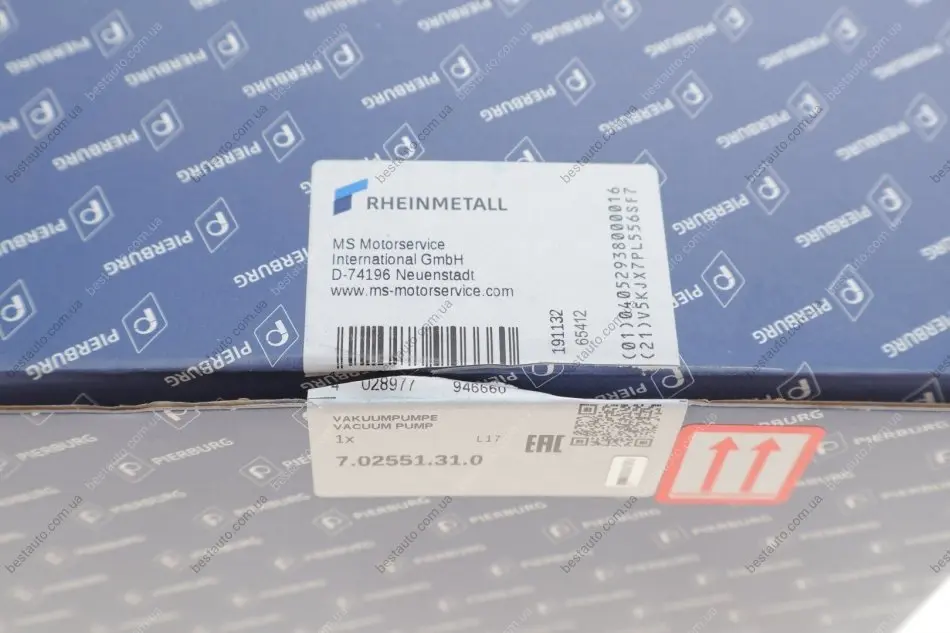 RHEINMETALL
MS Motorservice
International GmbH
D-74196 Neuenstadt
www.ms-motorservice.com
191132
65412
(01)04052938000016
(21)V5KJX7PL556SF7
028977 946666
VAKUUMPUMPE
VACUUM PUMP
1x
L17
EAC
7.02551.31.0
PIERBURG
bestauto.com.ua